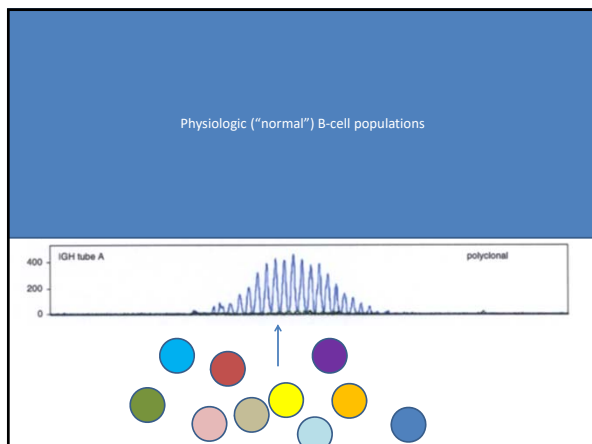 Physiologic (“normal”) B-cell populations
IGH tube A
polyclonal
400
200
0